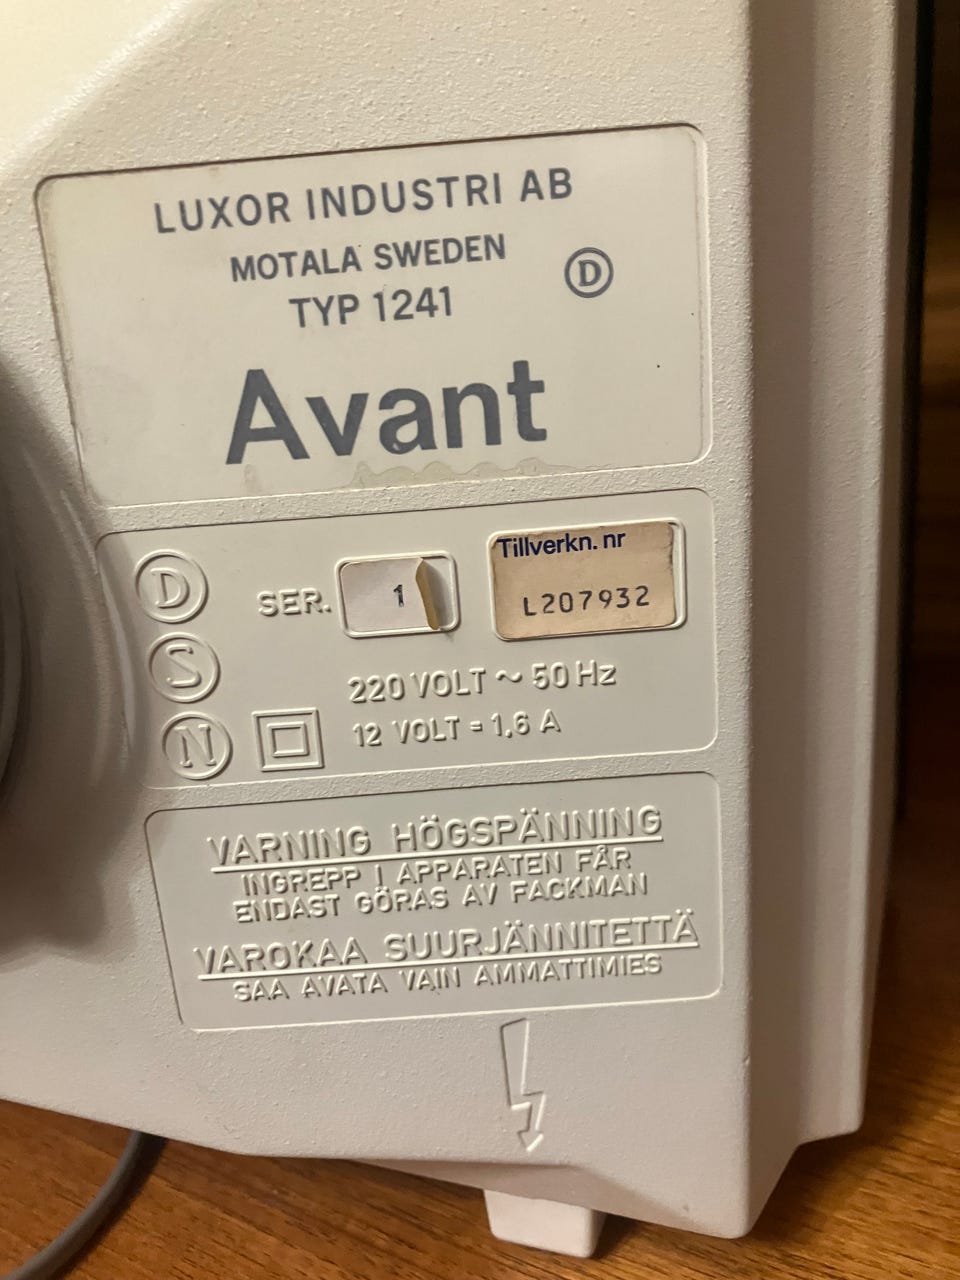 LUXOR INDUSTRI AB
MOTALA SWEDEN
TYP 1241
D
Avant
D
S
N
SER. 1
Tillverkn. nr
L207932
220 VOLT ~ 50 Hz
12 VOLT = 1,6 A
VARNING HÖGSPÄNNING
INGREPP I APPARATEN FÅR
ENDAST GÖRAS AV FACKMAN
VAROKAA SUURJÄNNITETTÄ
SAA AVATA VAIN AMMATTIMIES